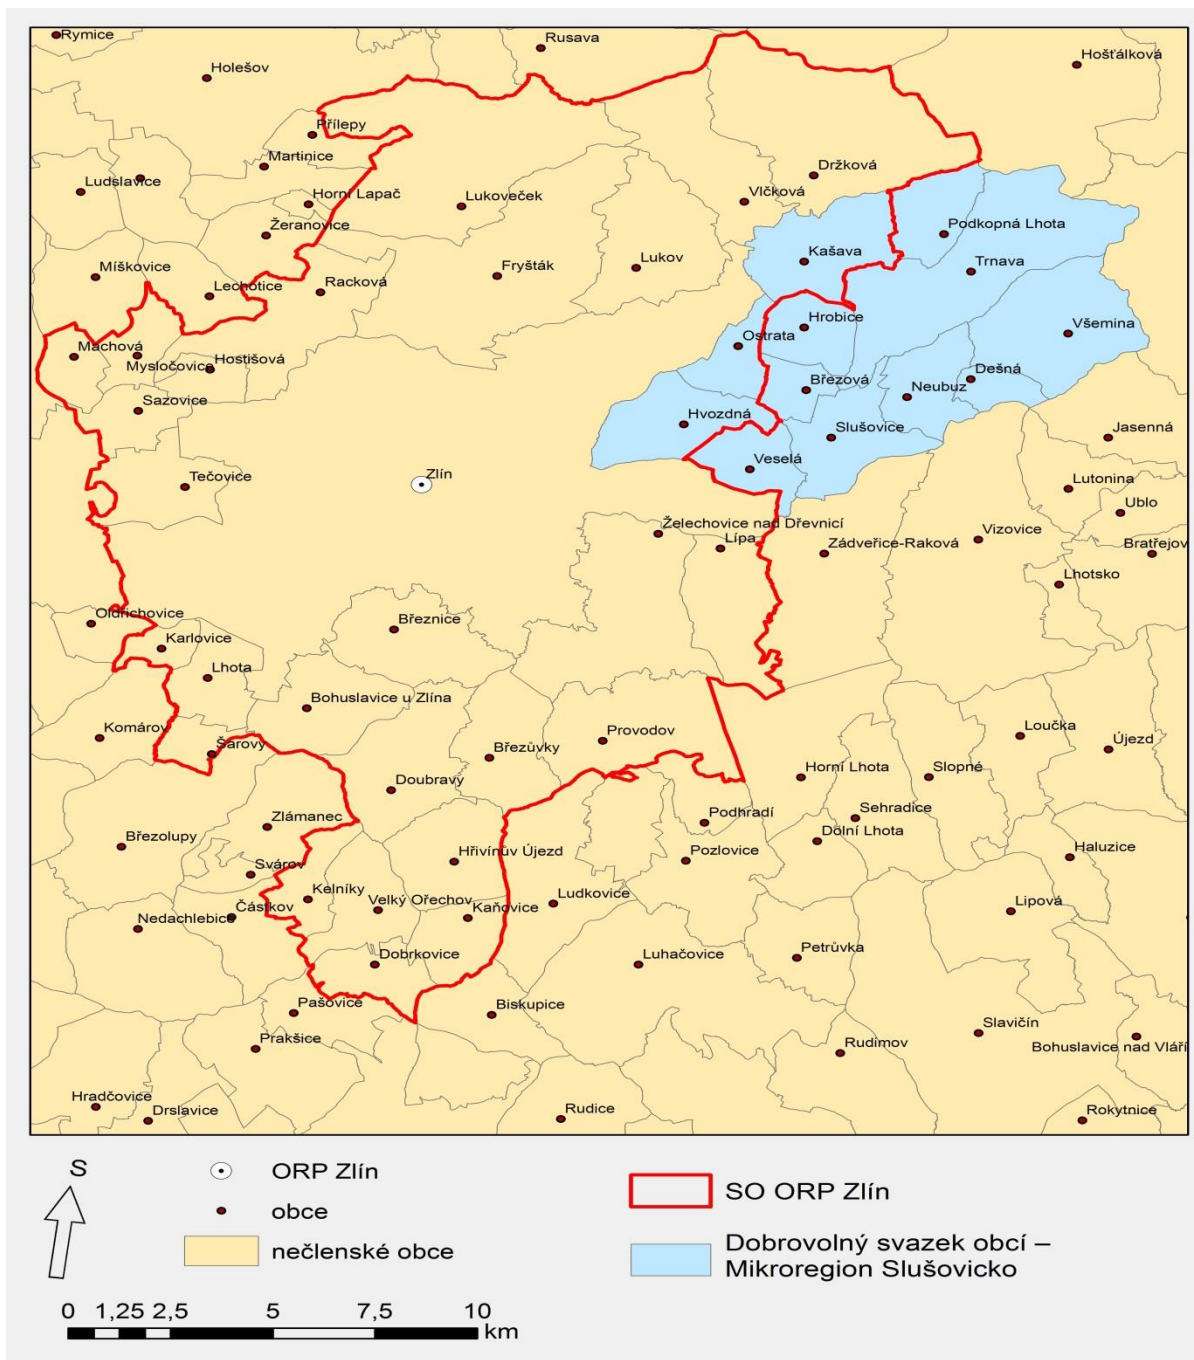 Rymice
Rusava
Hošťálková
Holešov
Přílepy
Martinice
Držková
Ludslavice
Vlčková
Horní Lapač
Lukoveček
Žeranovice
Podkopná Lhota
Kašava
Trnava
Míškovice
Fryšták
Lukov
Lechotice
Racková
Hrobice
Všemina
Ostrata
Machová
Mysločovice
Hostišová
Dešná
Březová
Neubuz
Sazovice
Hvozdná
Slušovice
Jasenná
Veselá
Tečovice
Zlín
Lutonina
Ublo
Želechovice nad Dřevnicí
Lípa
Zádveřice-Raková
Vizovice
Bratřejov
Lhotsko
Oldřichovice
Březnice
Karlovice
Lhota
Bohuslavice u Zlína
Komárov
Šarovy
Provodov
Loučka
Újezd
Březůvky
Doubravy
Horní Lhota
Slopné
Zlámanec
Podhradí
Sehradice
Dolní Lhota
Březolupy
Hřivínův Újezd
Pozlovice
Haluzice
Svárov
Kelníky
Velký Ořechov
Ludkovice
Částkov
Kaňovice
Lipová
Nedachlebice
Dobrkovice
Luhačovice
Petrůvka
Pašovice
Biskupice
Slavičín
Prakšice
Rudimov
Bohuslavice nad Vláří
Hradčovice
Drslavice
Rudice
Rokytnice
S
ORP Zlín
obce
nečlenské obce
SO ORP Zlín
Dobrovolný svazek obcí –
Mikroregion Slušovicko
0 1,25 2,5 5 7,5 10
km